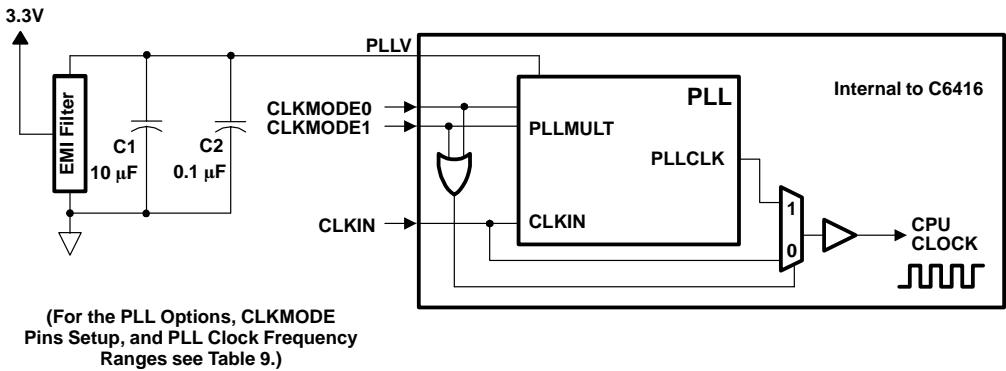 3.3V
EMI Filter
C1
10 μF
C2
0.1 μF
PLLV
CLKMODE0
CLKMODE1
CLKIN
PLL
PLLMULT
PLLCLK
CLKIN
Internal to C6416
1
0
CPU
CLOCK
(For the PLL Options, CLKMODE
Pins Setup, and PLL Clock Frequency
Ranges see Table 9.)